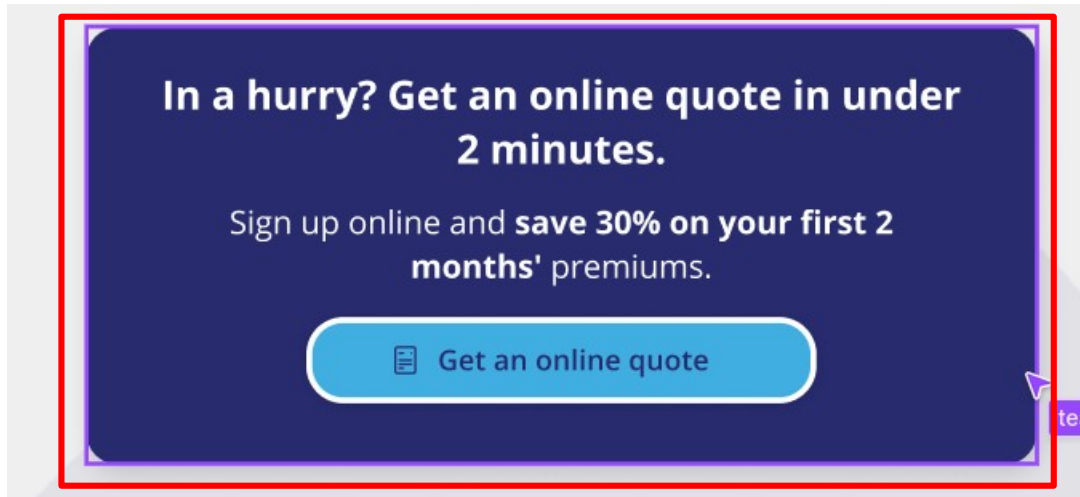 In a hurry? Get an online quote in under
2 minutes.
Sign up online and save 30% on your first 2
months' premiums.
Get an online quote